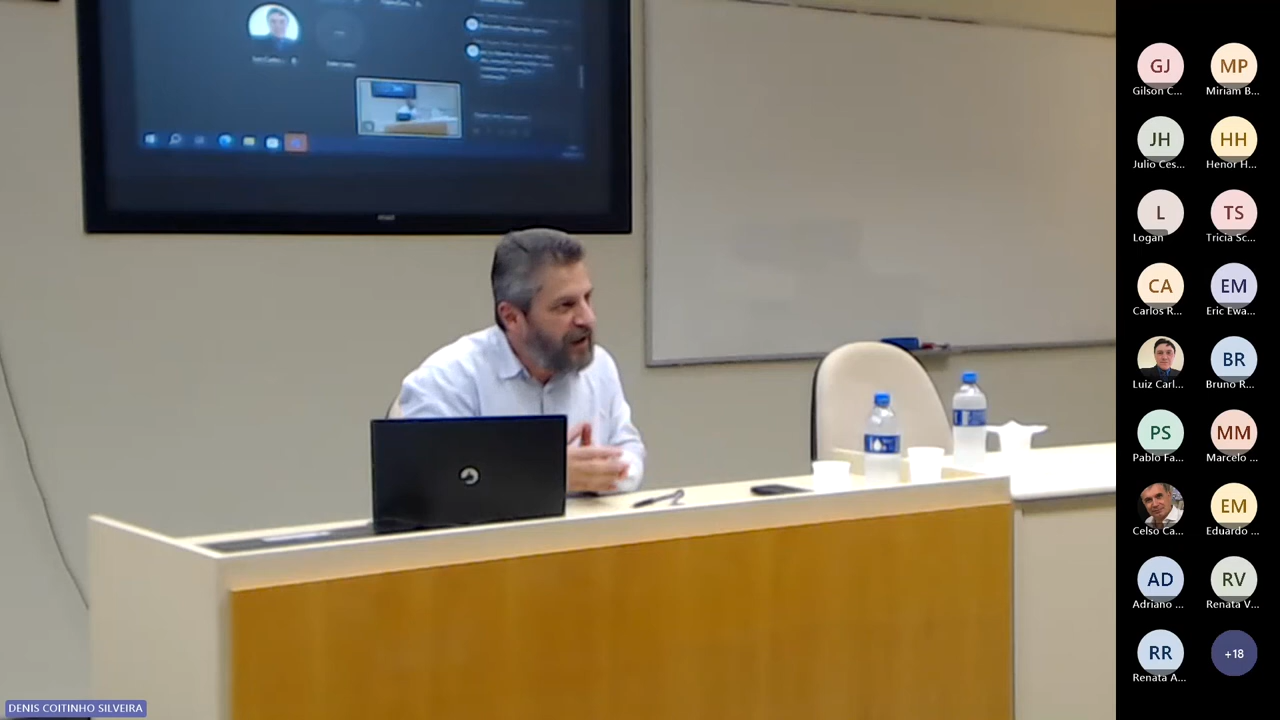 GJ
Gilson C...
MP
Miriam B...
JH
Julio Ces...
HH
Henor H...
L
Logan
TS
Tricia Sc...
CA
Carlos R...
EM
Eric Ewa...
Luiz Carl...
BR
Bruno R...
PS
Pablo Fa...
MM
Marcelo ...
Celso Ca...
EM
Eduardo ...
AD
Adriano ...
RV
Renata V...
RR
Renata A...
+18
DENIS COITINHO SILVEIRA